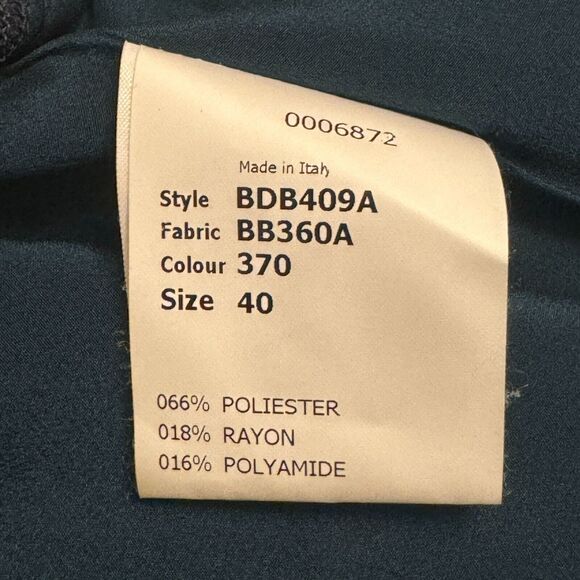 0006872
Made in Italy
Style BDB409A
Fabric BB360A
Colour 370
Size 40
066% POLIESTER
018% RAYON
016% POLYAMIDE